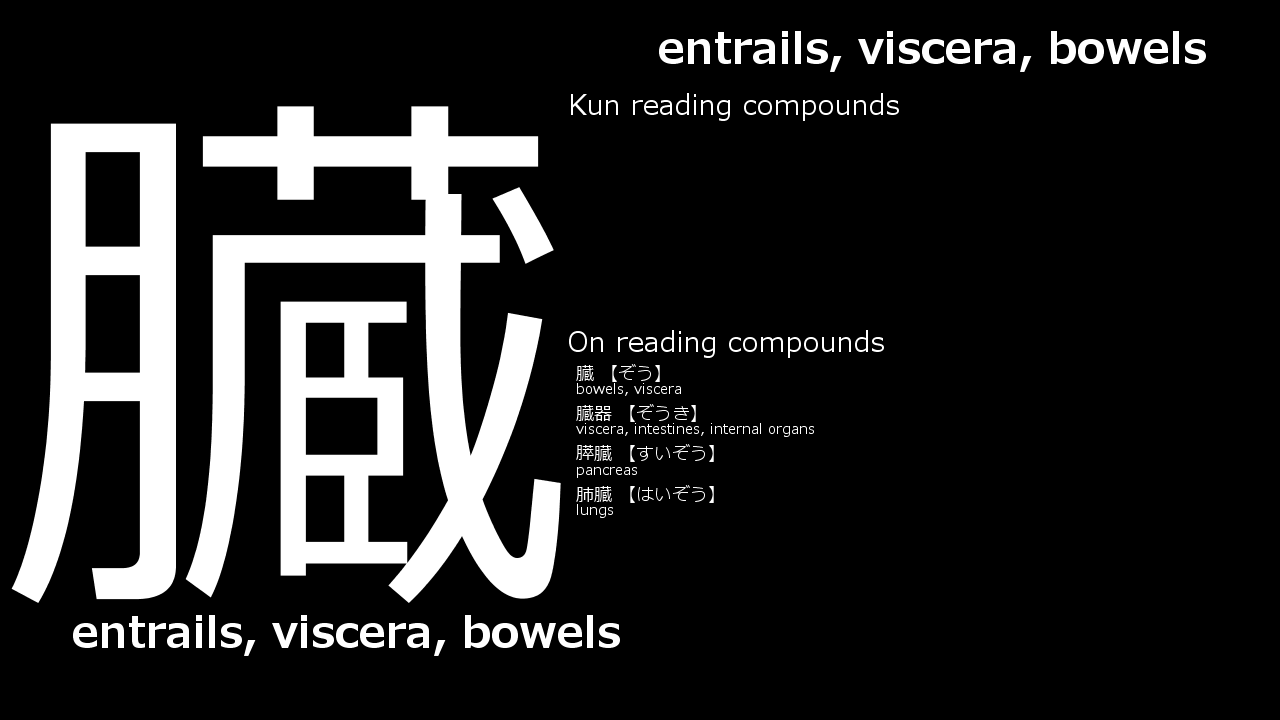 entrails, viscera, bowels
Kun reading compounds
臓
On reading compounds
臓 【ぞう】
bowels, viscera
臓器 【ぞうき】
viscera, intestines, internal organs
膵臓 【すいぞう】
pancreas
肺臓 【はいぞう】
lungs
entrails, viscera, bowels